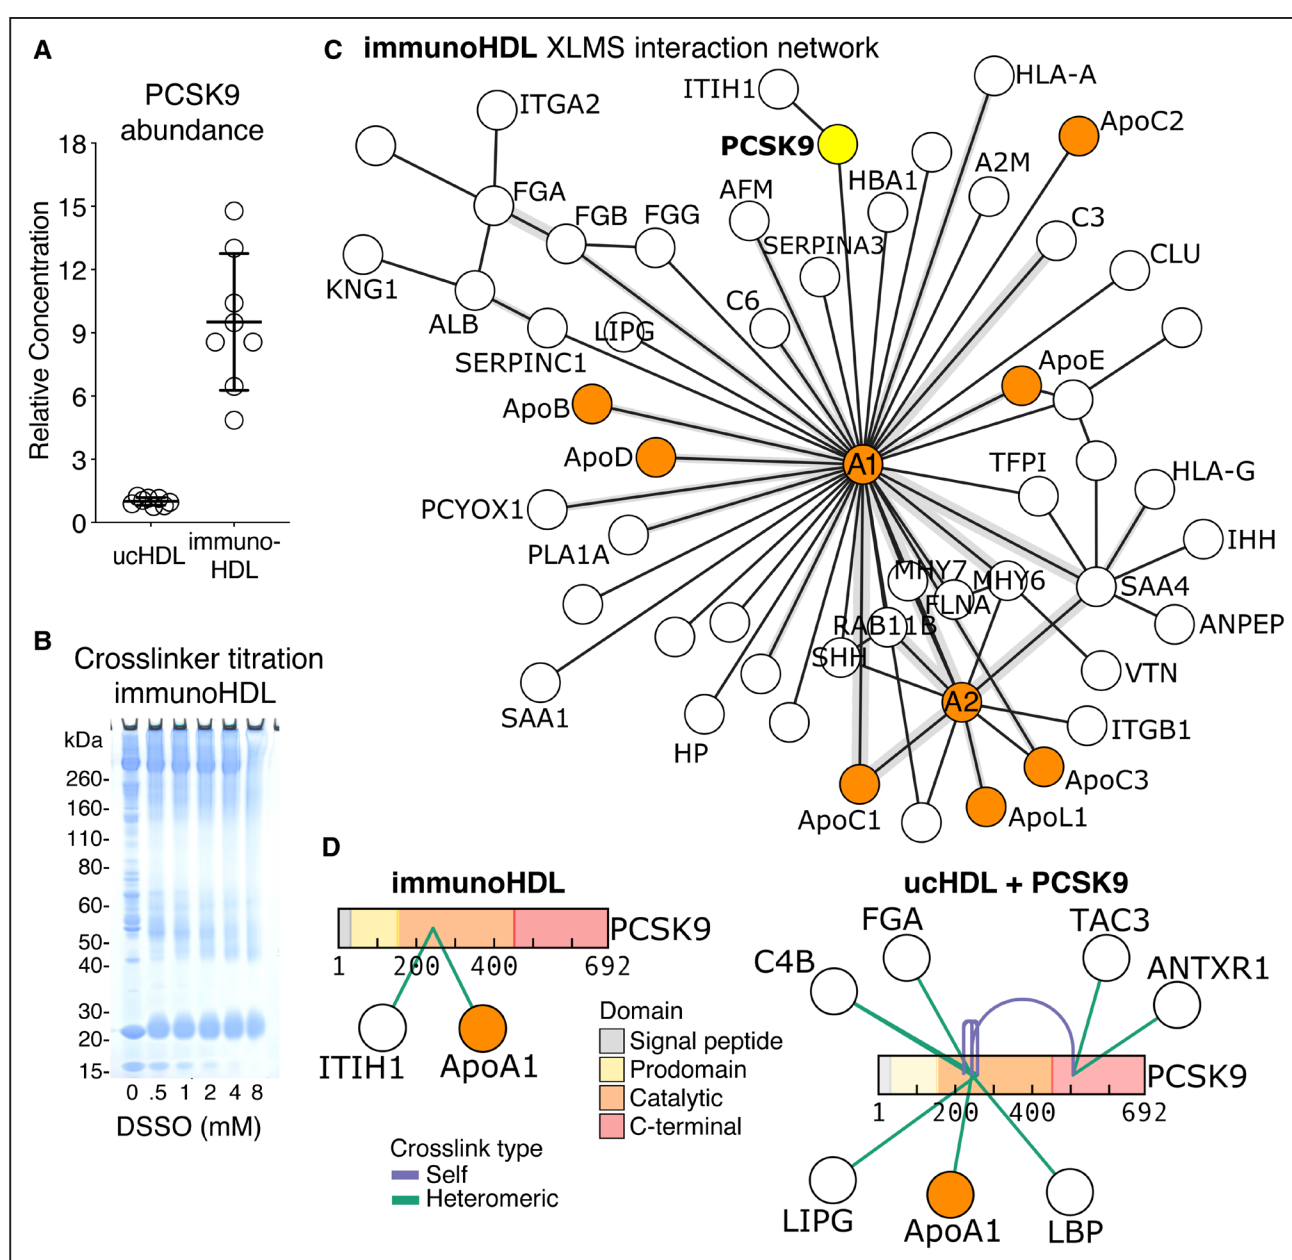 A
PCSK9
abundance
Relative Concentration
18
15
12
9
6
3
0
ucHDL
immuno-
HDL
B
Crosslinker titration
immunoHDL
kDa
260-
160-
110-
80-
60-
50-
40-
30-
20-
15-
0 .5 1 2 4 8
DSSO (mM)
C immunoHDL XLMS interaction network
ITIH1
HLA-A
ITGA2
PCSK9
ApoC2
HBA1
A2M
AFM
FGA
FGB
FGG
C3
SERPINA3
CLU
KNG1
C6
ALB
LIPG
SERPINC1
ApoE
ApoB
ApoD
A1
TFPI
HLA-G
PCYOX1
PLA1A
IHH
MHY7
MHY6
SAA4
FLNA
RAB11B
ANPEP
SHH
VTN
SAA1
A2
ITGB1
HP
ApoC3
ApoC1
ApoL1
D
immunoHDL
PCSK9
1 200 400 692
ITIH1
ApoA1
Domain
Signal peptide
Prodomain
Catalytic
C-terminal
Crosslink type
Self
Heteromeric
ucHDL + PCSK9
FGA
TAC3
C4B
ANTXR1
PCSK9
1 200 400 692
LIPG
ApoA1
LBP